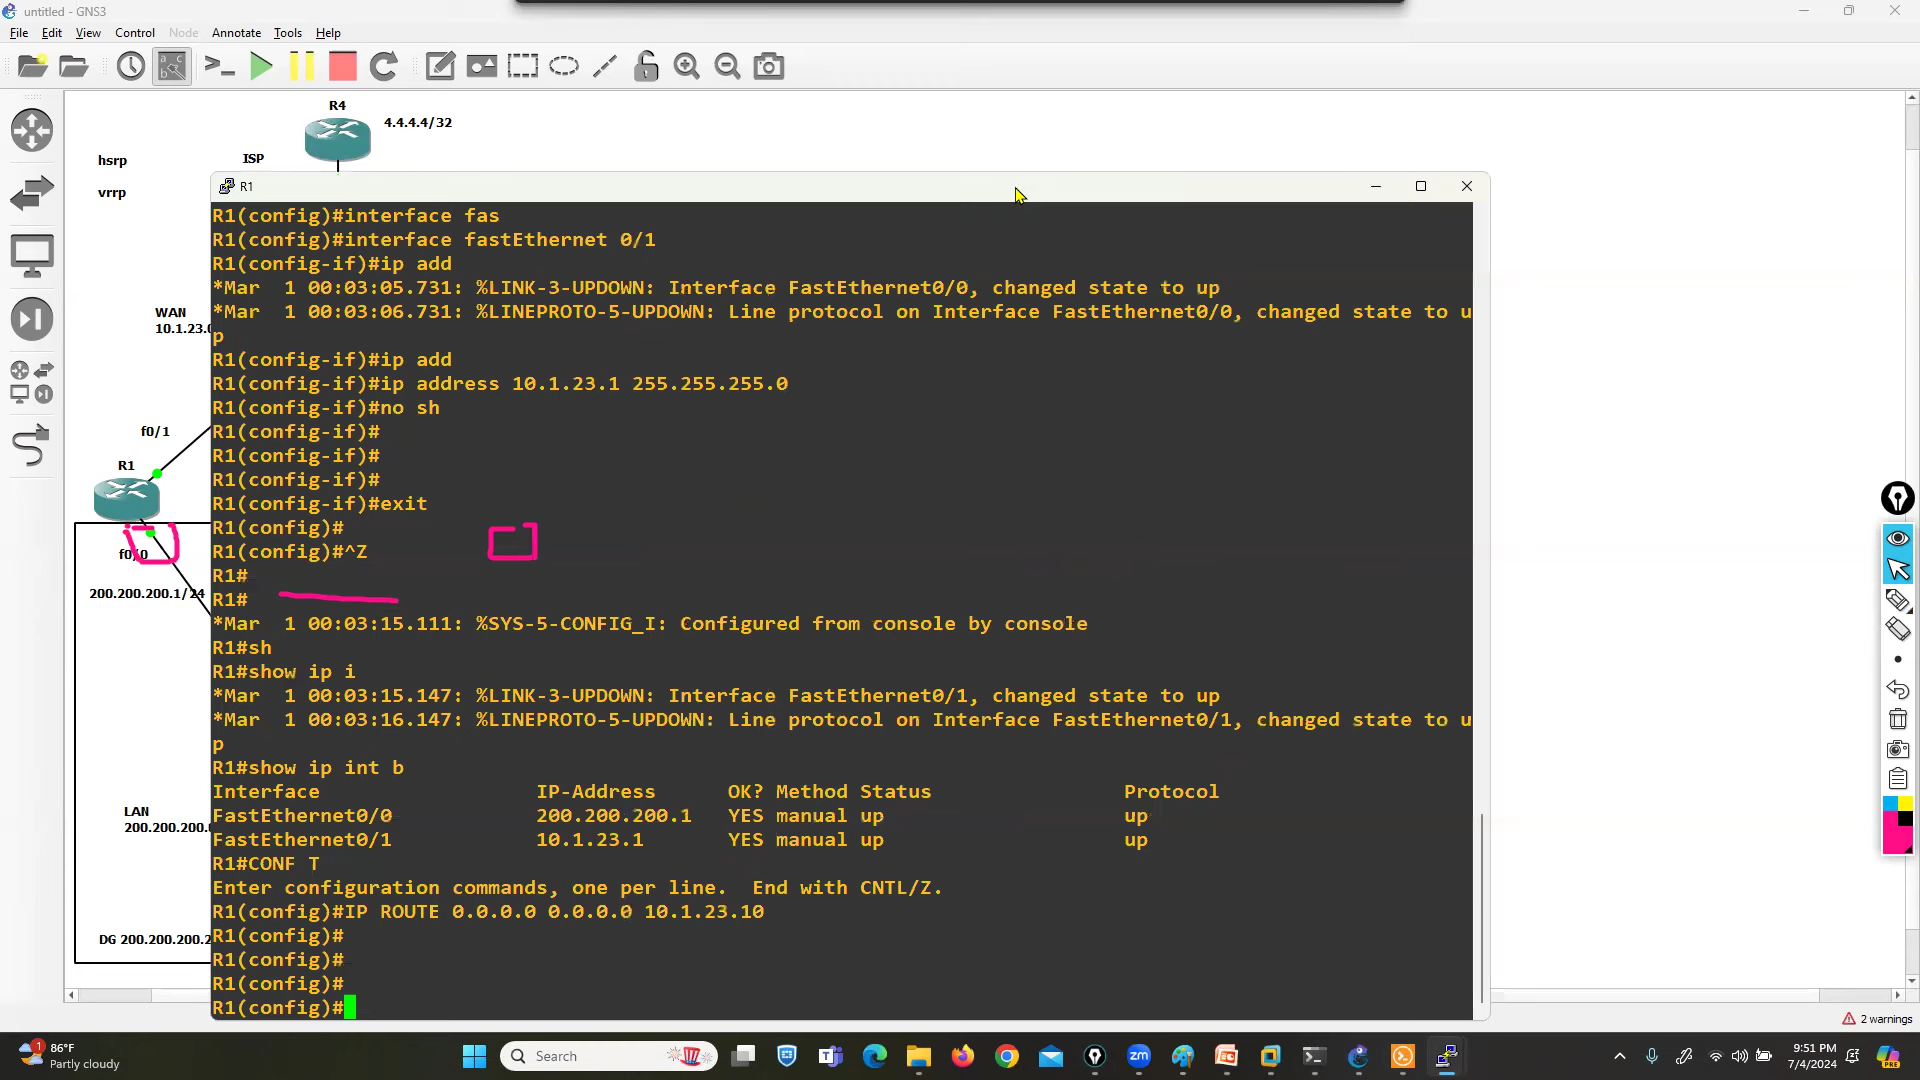 untitled - GNS3
File Edit View Control Node Annotate Tools Help
R4
4.4.4.4/32
hsrp
ISP
vrrp
R1
WAN
10.1.23.0
f0/1
R1
f0/0
200.200.200.1/24
LAN
200.200.200.
DG 200.200.200.2
R1(config)#interface fas
R1(config)#interface fastEthernet 0/1
R1(config-if)#ip add
*Mar  1 00:03:05.731: %LINK-3-UPDOWN: Interface FastEthernet0/0, changed state to up
*Mar  1 00:03:06.731: %LINEPROTO-5-UPDOWN: Line protocol on Interface FastEthernet0/0, changed state to u
p
R1(config-if)#ip add
R1(config-if)#ip address 10.1.23.1 255.255.255.0
R1(config-if)#no sh
R1(config-if)#
R1(config-if)#
R1(config-if)#
R1(config-if)#exit
R1(config)#
R1(config)#^Z
R1#
R1#
*Mar  1 00:03:15.111: %SYS-5-CONFIG_I: Configured from console by console
R1#sh
R1#show ip i
*Mar  1 00:03:15.147: %LINK-3-UPDOWN: Interface FastEthernet0/1, changed state to up
*Mar  1 00:03:16.147: %LINEPROTO-5-UPDOWN: Line protocol on Interface FastEthernet0/1, changed state to u
p
R1#show ip int b
Interface IP-Address OK? Method Status Protocol
FastEthernet0/0 200.200.200.1 YES manual up up
FastEthernet0/1 10.1.23.1 YES manual up up
R1#CONF T
Enter configuration commands, one per line.  End with CNTL/Z.
R1(config)#IP ROUTE 0.0.0.0 0.0.0.0 10.1.23.10
R1(config)#
R1(config)#
R1(config)#
R1(config)#
2 warnings
86°F
Partly cloudy
Search
9:51 PM
7/4/2024